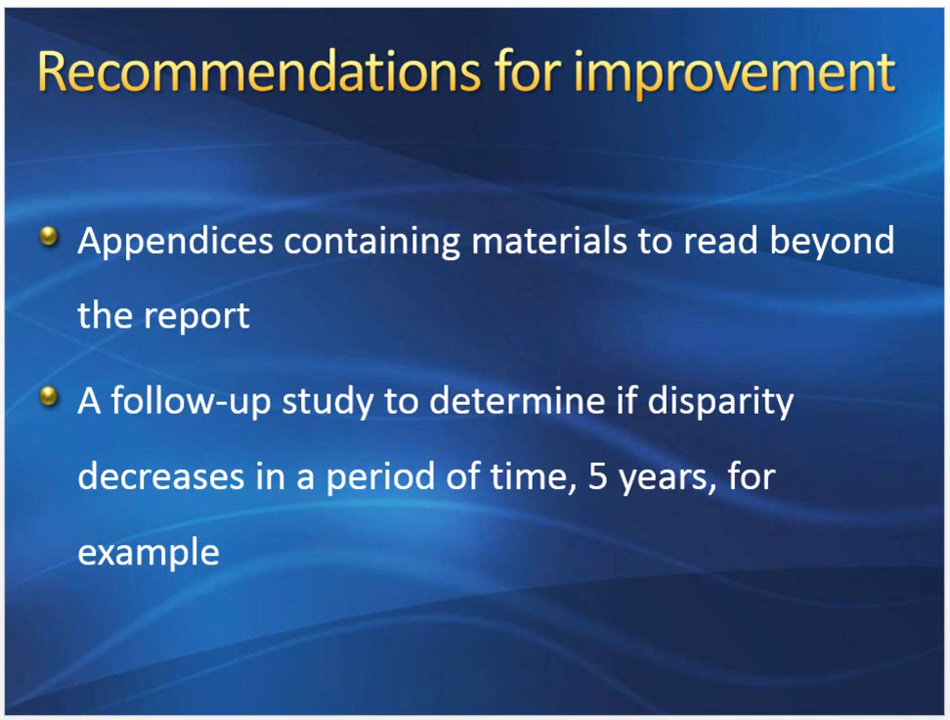 Recommendations for improvement
Appendices containing materials to read beyond
the report
A follow-up study to determine if disparity
decreases in a period of time, 5 years, for
example